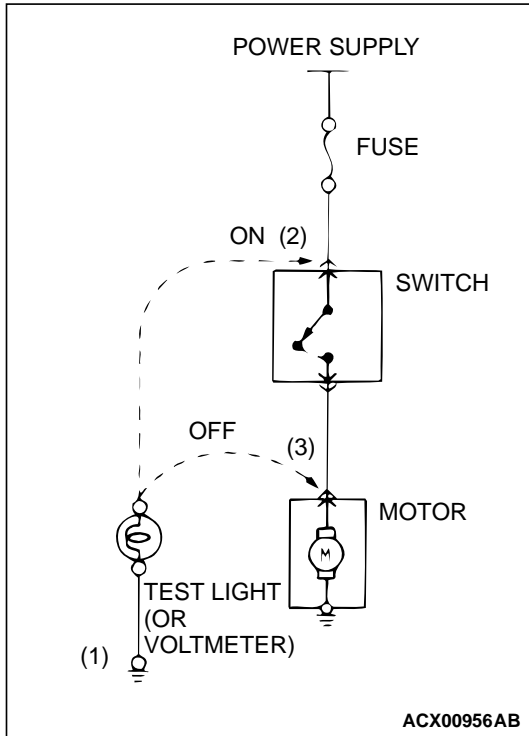 POWER SUPPLY
FUSE
ON (2)
SWITCH
OFF
(3)
MOTOR
M
TEST LIGHT
(OR
VOLTMETER)
(1)
ACX00956AB